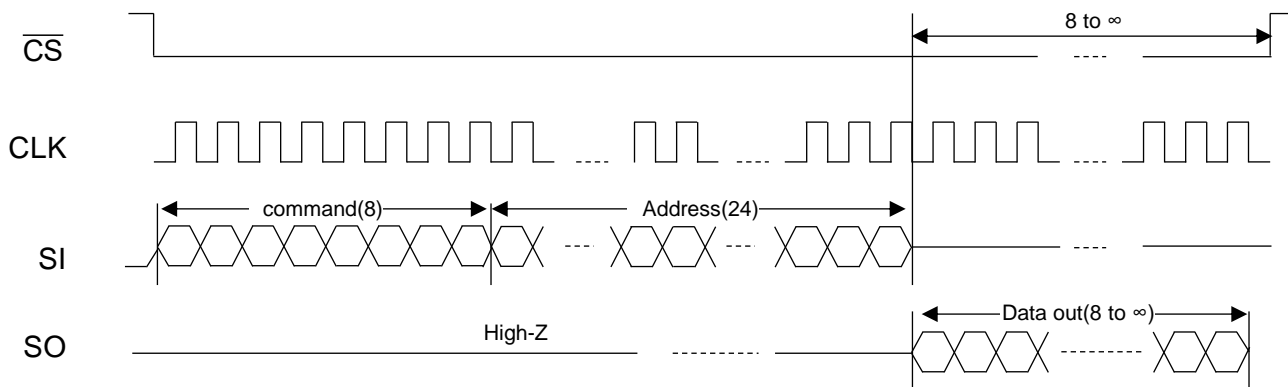 8 to ∞
CS
CLK
command(8)
Address(24)
SI
Data out(8 to ∞)
High-Z
SO